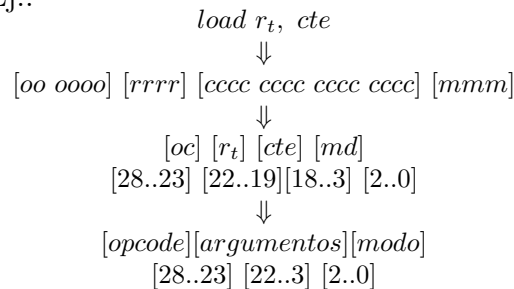 Ej..
load r_t, cte
⇓
[oo oooo] [rrrr] [cccc cccc cccc cccc] [mmm]
⇓
[oc] [r_t] [cte] [md]
[28..23] [22..19][18..3] [2..0]
⇓
[opcode][argumentos][modo]
[28..23] [22..3] [2..0]